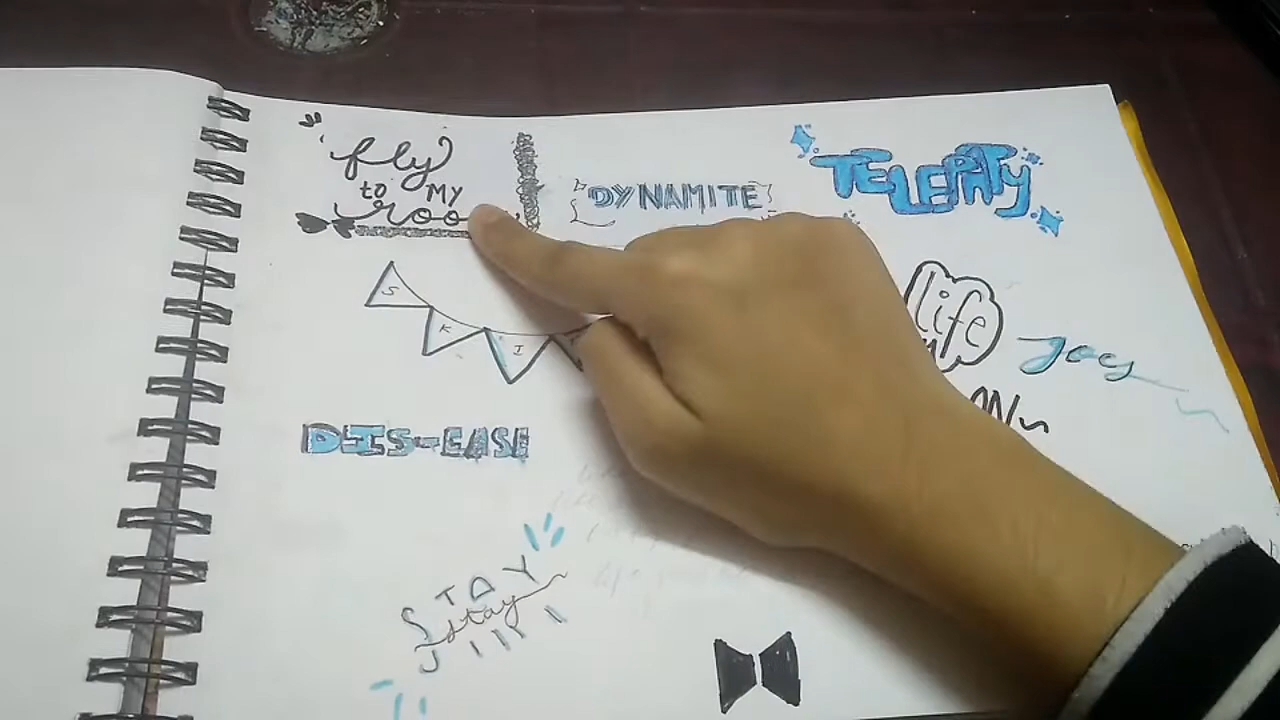 fly
to MY
roo
DYNAMITE
TELEPATY
S K I
life
DIS-EASE
STAY
stay